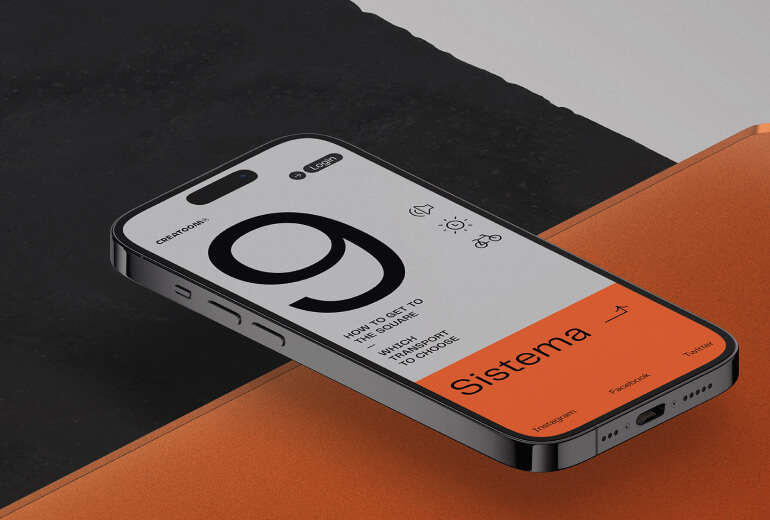 CREATOOM®
Login
9
HOW TO GET TO
THE SQUARE
—
WHICH
TRANSPORT
TO CHOOSE
Sistema
Instagram
Facebook
Twitter